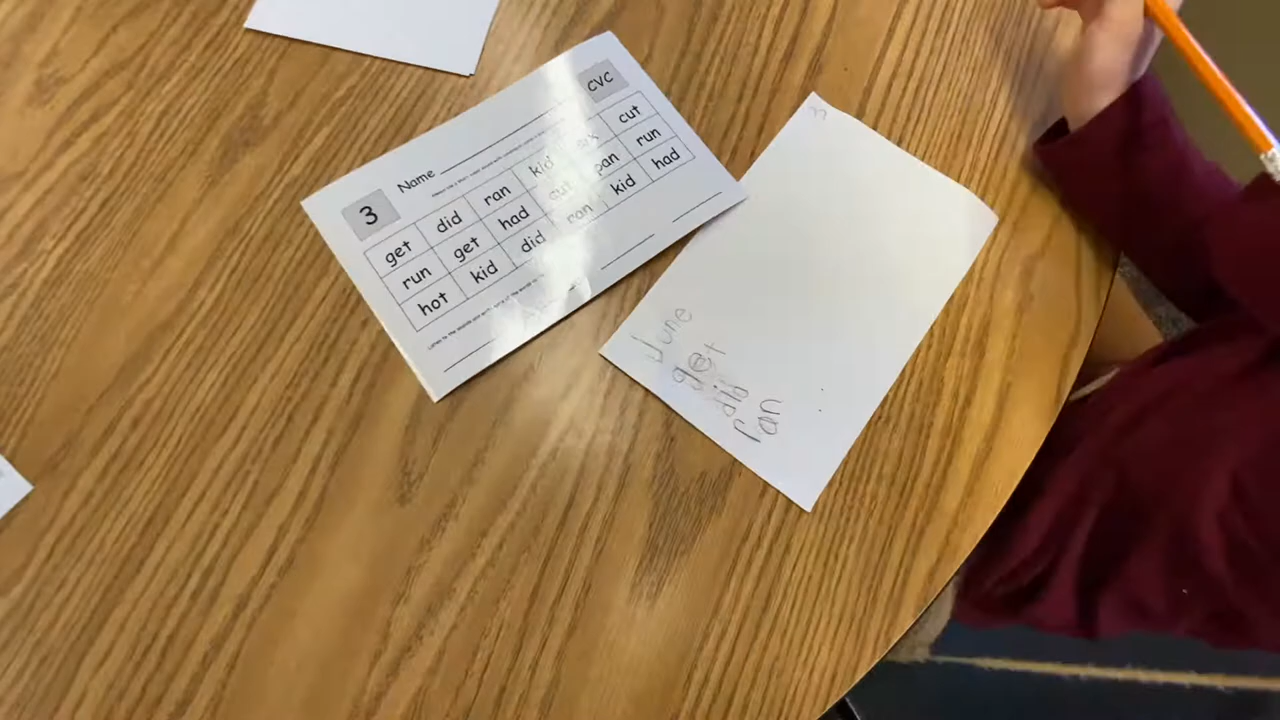 cvc
3 Name
get did ran kid six cut
run get had cut pan run
hot kid did ran kid had
3
June
get
did
ran